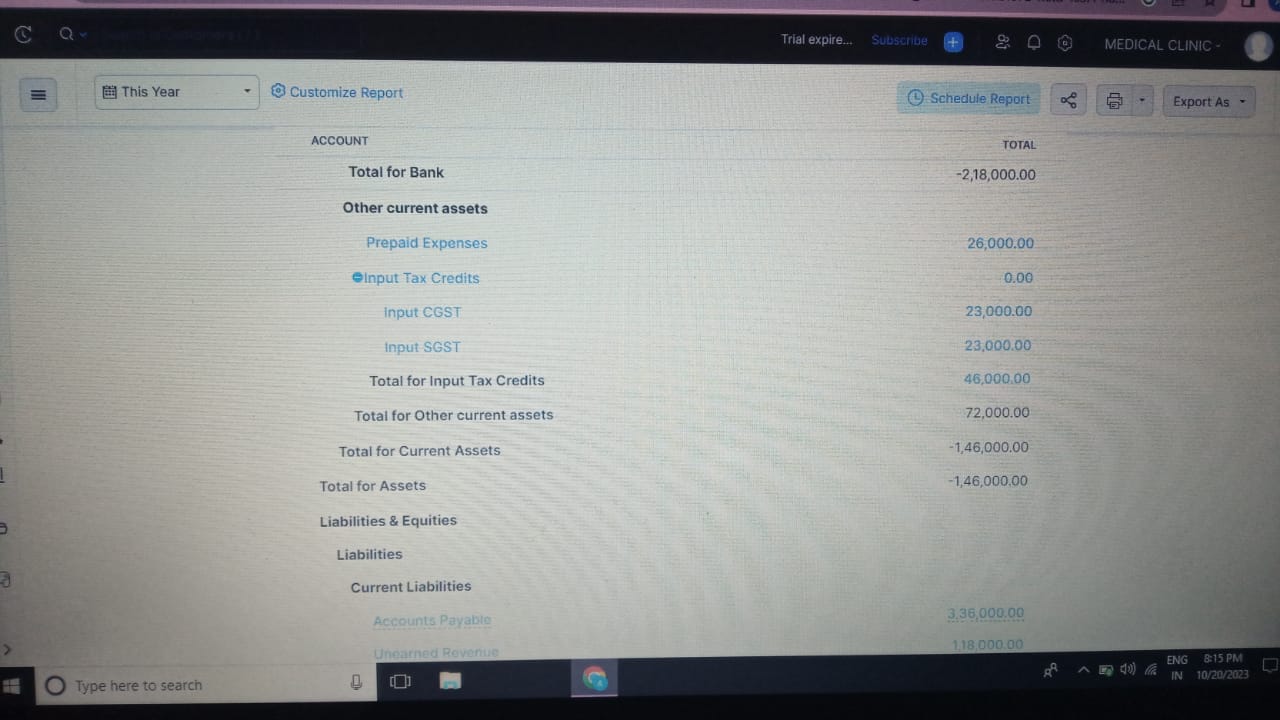 Trial expire... Subscribe MEDICAL CLINIC
This Year Customize Report Schedule Report Export As
ACCOUNT TOTAL
Total for Bank -2,18,000.00
Other current assets
Prepaid Expenses 26,000.00
Input Tax Credits 0.00
Input CGST 23,000.00
Input SGST 23,000.00
Total for Input Tax Credits 46,000.00
Total for Other current assets 72,000.00
Total for Current Assets -1,46,000.00
Total for Assets -1,46,000.00
Liabilities & Equities
Liabilities
Current Liabilities
Accounts Payable 3,36,000.00
Unearned Revenue 1,18,000.00
Type here to search ENG 8:15 PM
IN 10/20/2023